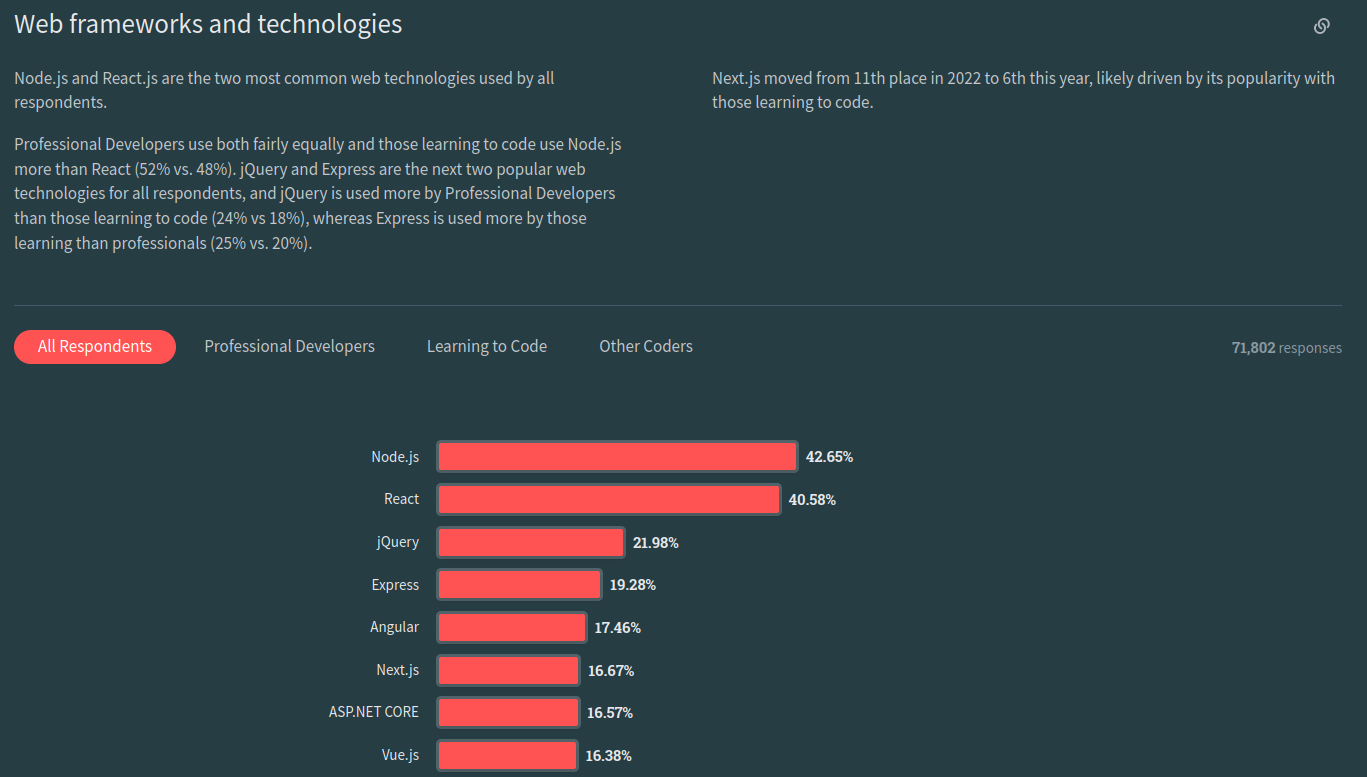 Web frameworks and technologies
Node.js and React.js are the two most common web technologies used by all
respondents.
Professional Developers use both fairly equally and those learning to code use Node.js
more than React (52% vs. 48%). jQuery and Express are the next two popular web
technologies for all respondents, and jQuery is used more by Professional Developers
than those learning to code (24% vs 18%), whereas Express is used more by those
learning than professionals (25% vs. 20%).
Next.js moved from 11th place in 2022 to 6th this year, likely driven by its popularity with
those learning to code.
All Respondents Professional Developers Learning to Code Other Coders 71,802 responses
Node.js 42.65%
React 40.58%
jQuery 21.98%
Express 19.28%
Angular 17.46%
Next.js 16.67%
ASP.NET CORE 16.57%
Vue.js 16.38%